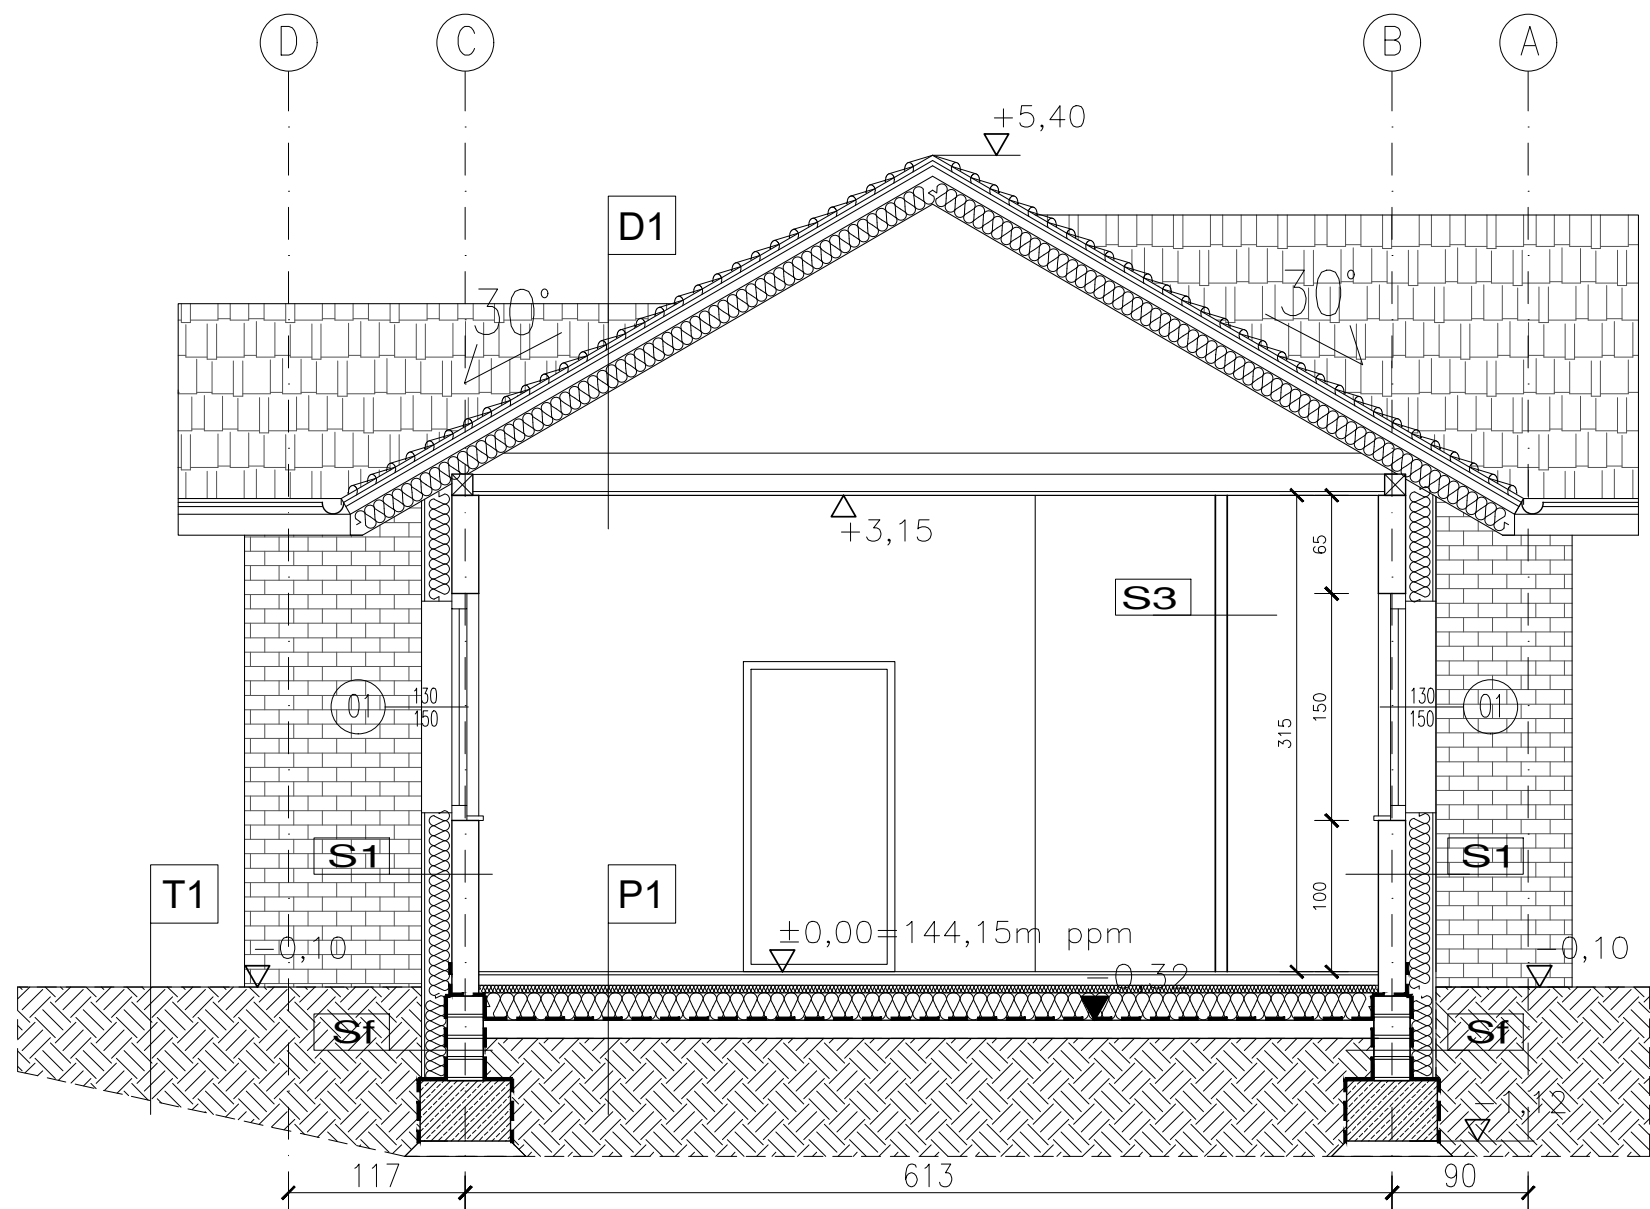 D C B A
+5,40
D1
30° 30°
+3,15
65
S3
01 130 150 130 01
150 315 150
S1 S1
T1 P1 100
±0,00=144,15m ppm
-0,10 -0,32 -0,10
Sf Sf
-1,12
117 613 90